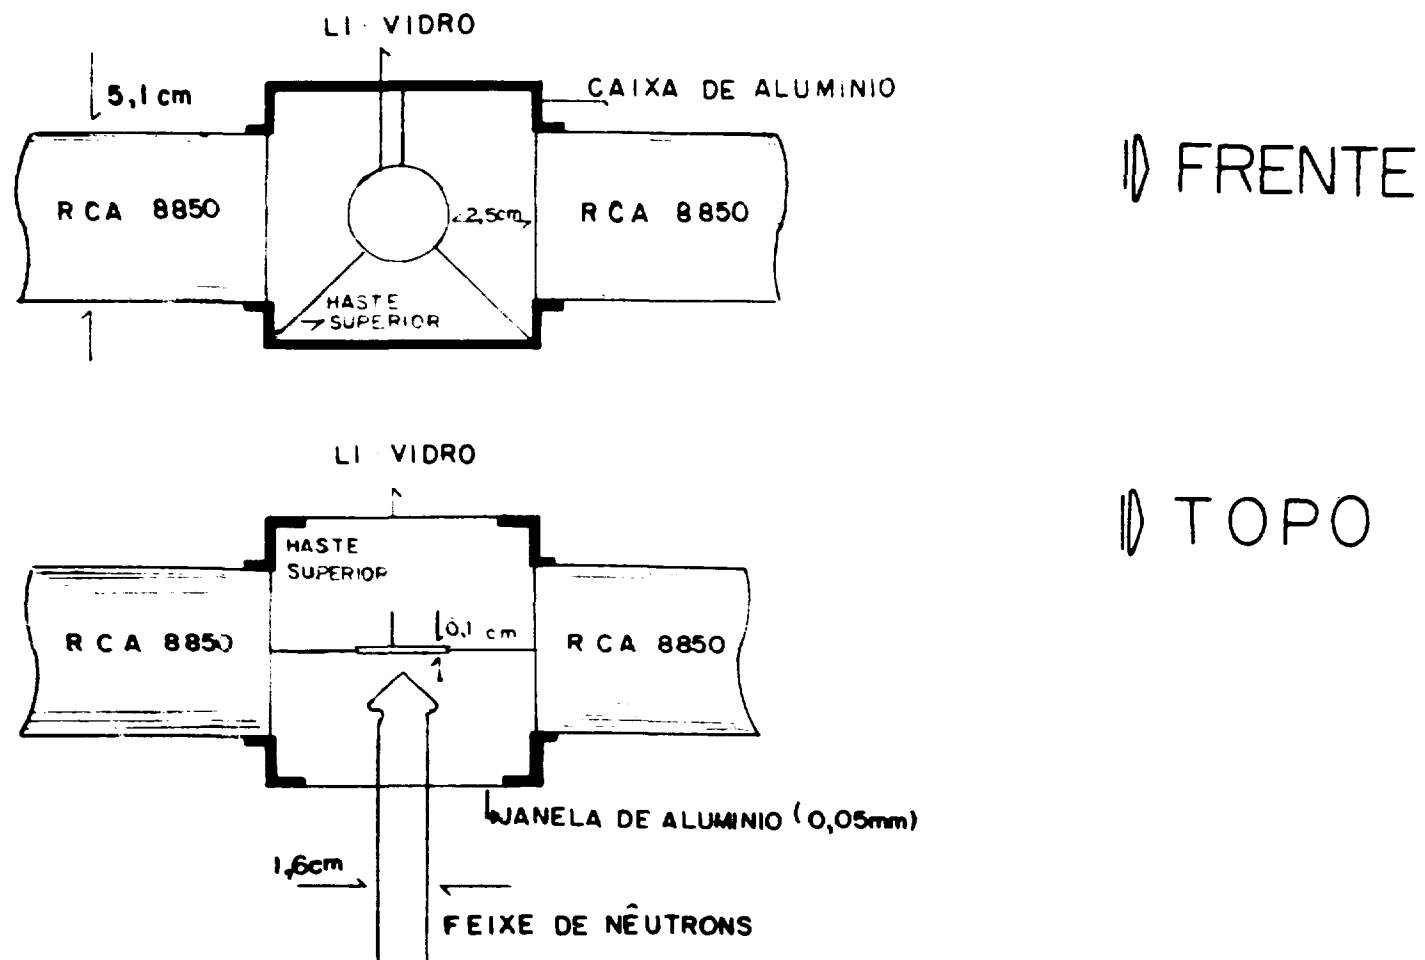 LI - VIDRO
5,1 cm
CAIXA DE ALUMINIO
RCA 8850
2,5cm
RCA 8850
FRENTE
HASTE
SUPERIOR
LI - VIDRO
TOPO
HASTE
SUPERIOR
RCA 8850
0,1 cm
RCA 8850
JANELA DE ALUMINIO (0,05mm)
1,6cm
FEIXE DE NÊUTRONS